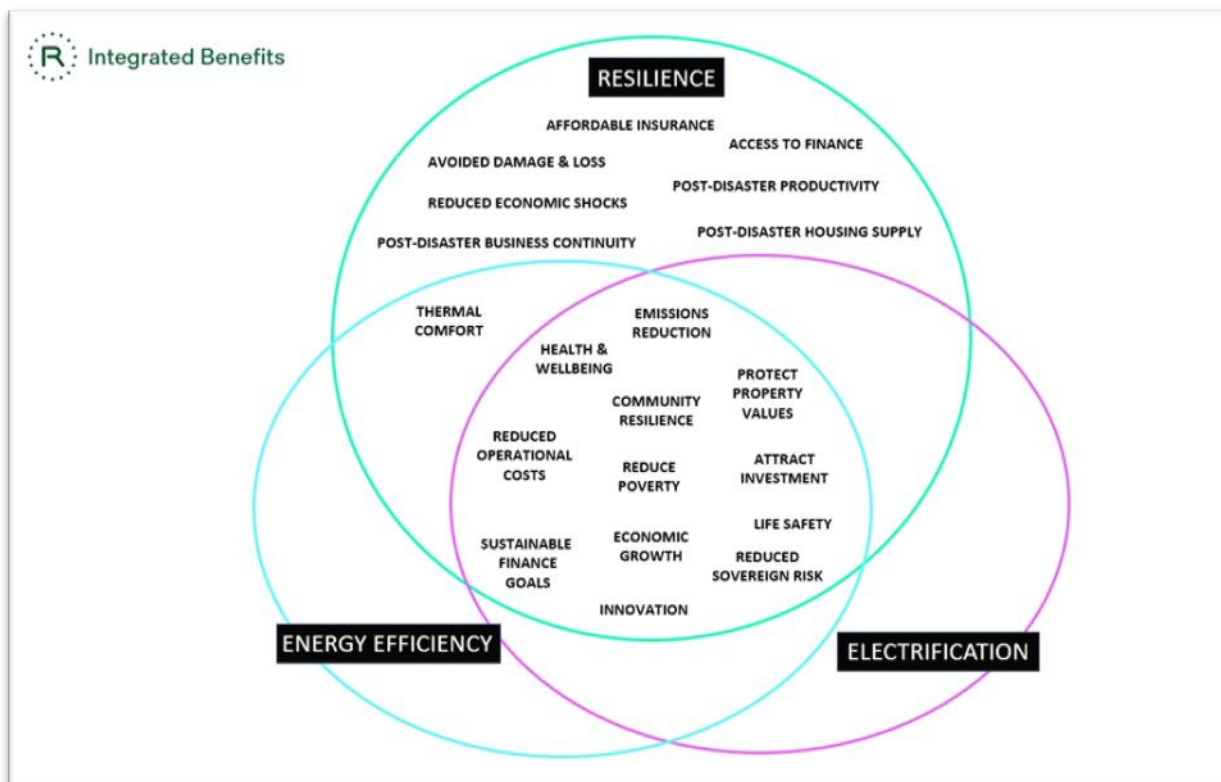 R Integrated Benefits
RESILIENCE
AFFORDABLE INSURANCE
ACCESS TO FINANCE
AVOIDED DAMAGE & LOSS
POST-DISASTER PRODUCTIVITY
REDUCED ECONOMIC SHOCKS
POST-DISASTER HOUSING SUPPLY
POST-DISASTER BUSINESS CONTINUITY
THERMAL
COMFORT
EMISSIONS
REDUCTION
HEALTH &
WELLBEING
PROTECT
PROPERTY
VALUES
COMMUNITY
RESILIENCE
REDUCED
OPERATIONAL
COSTS
REDUCE
POVERTY
ATTRACT
INVESTMENT
LIFE SAFETY
SUSTAINABLE
FINANCE
GOALS
ECONOMIC
GROWTH
REDUCED
SOVEREIGN RISK
INNOVATION
ENERGY EFFICIENCY
ELECTRIFICATION